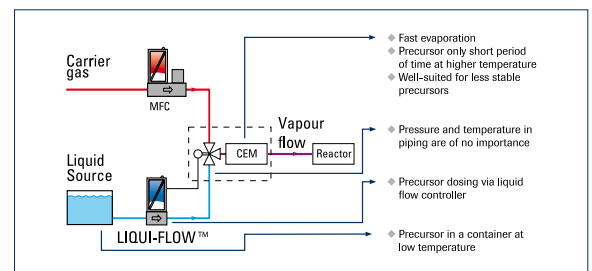 Carrier
gas
MFC
Liquid
Source
LIQUI-FLOW™
CEM
Vapour
flow
Reactor
◆ Fast evaporation
◆ Precursor only short period
of time at higher temperature
◆ Well-suited for less stable
precursors
◆ Pressure and temperature in
piping are of no importance
◆ Precursor dosing via liquid
flow controller
◆ Precursor in a container at
low temperature